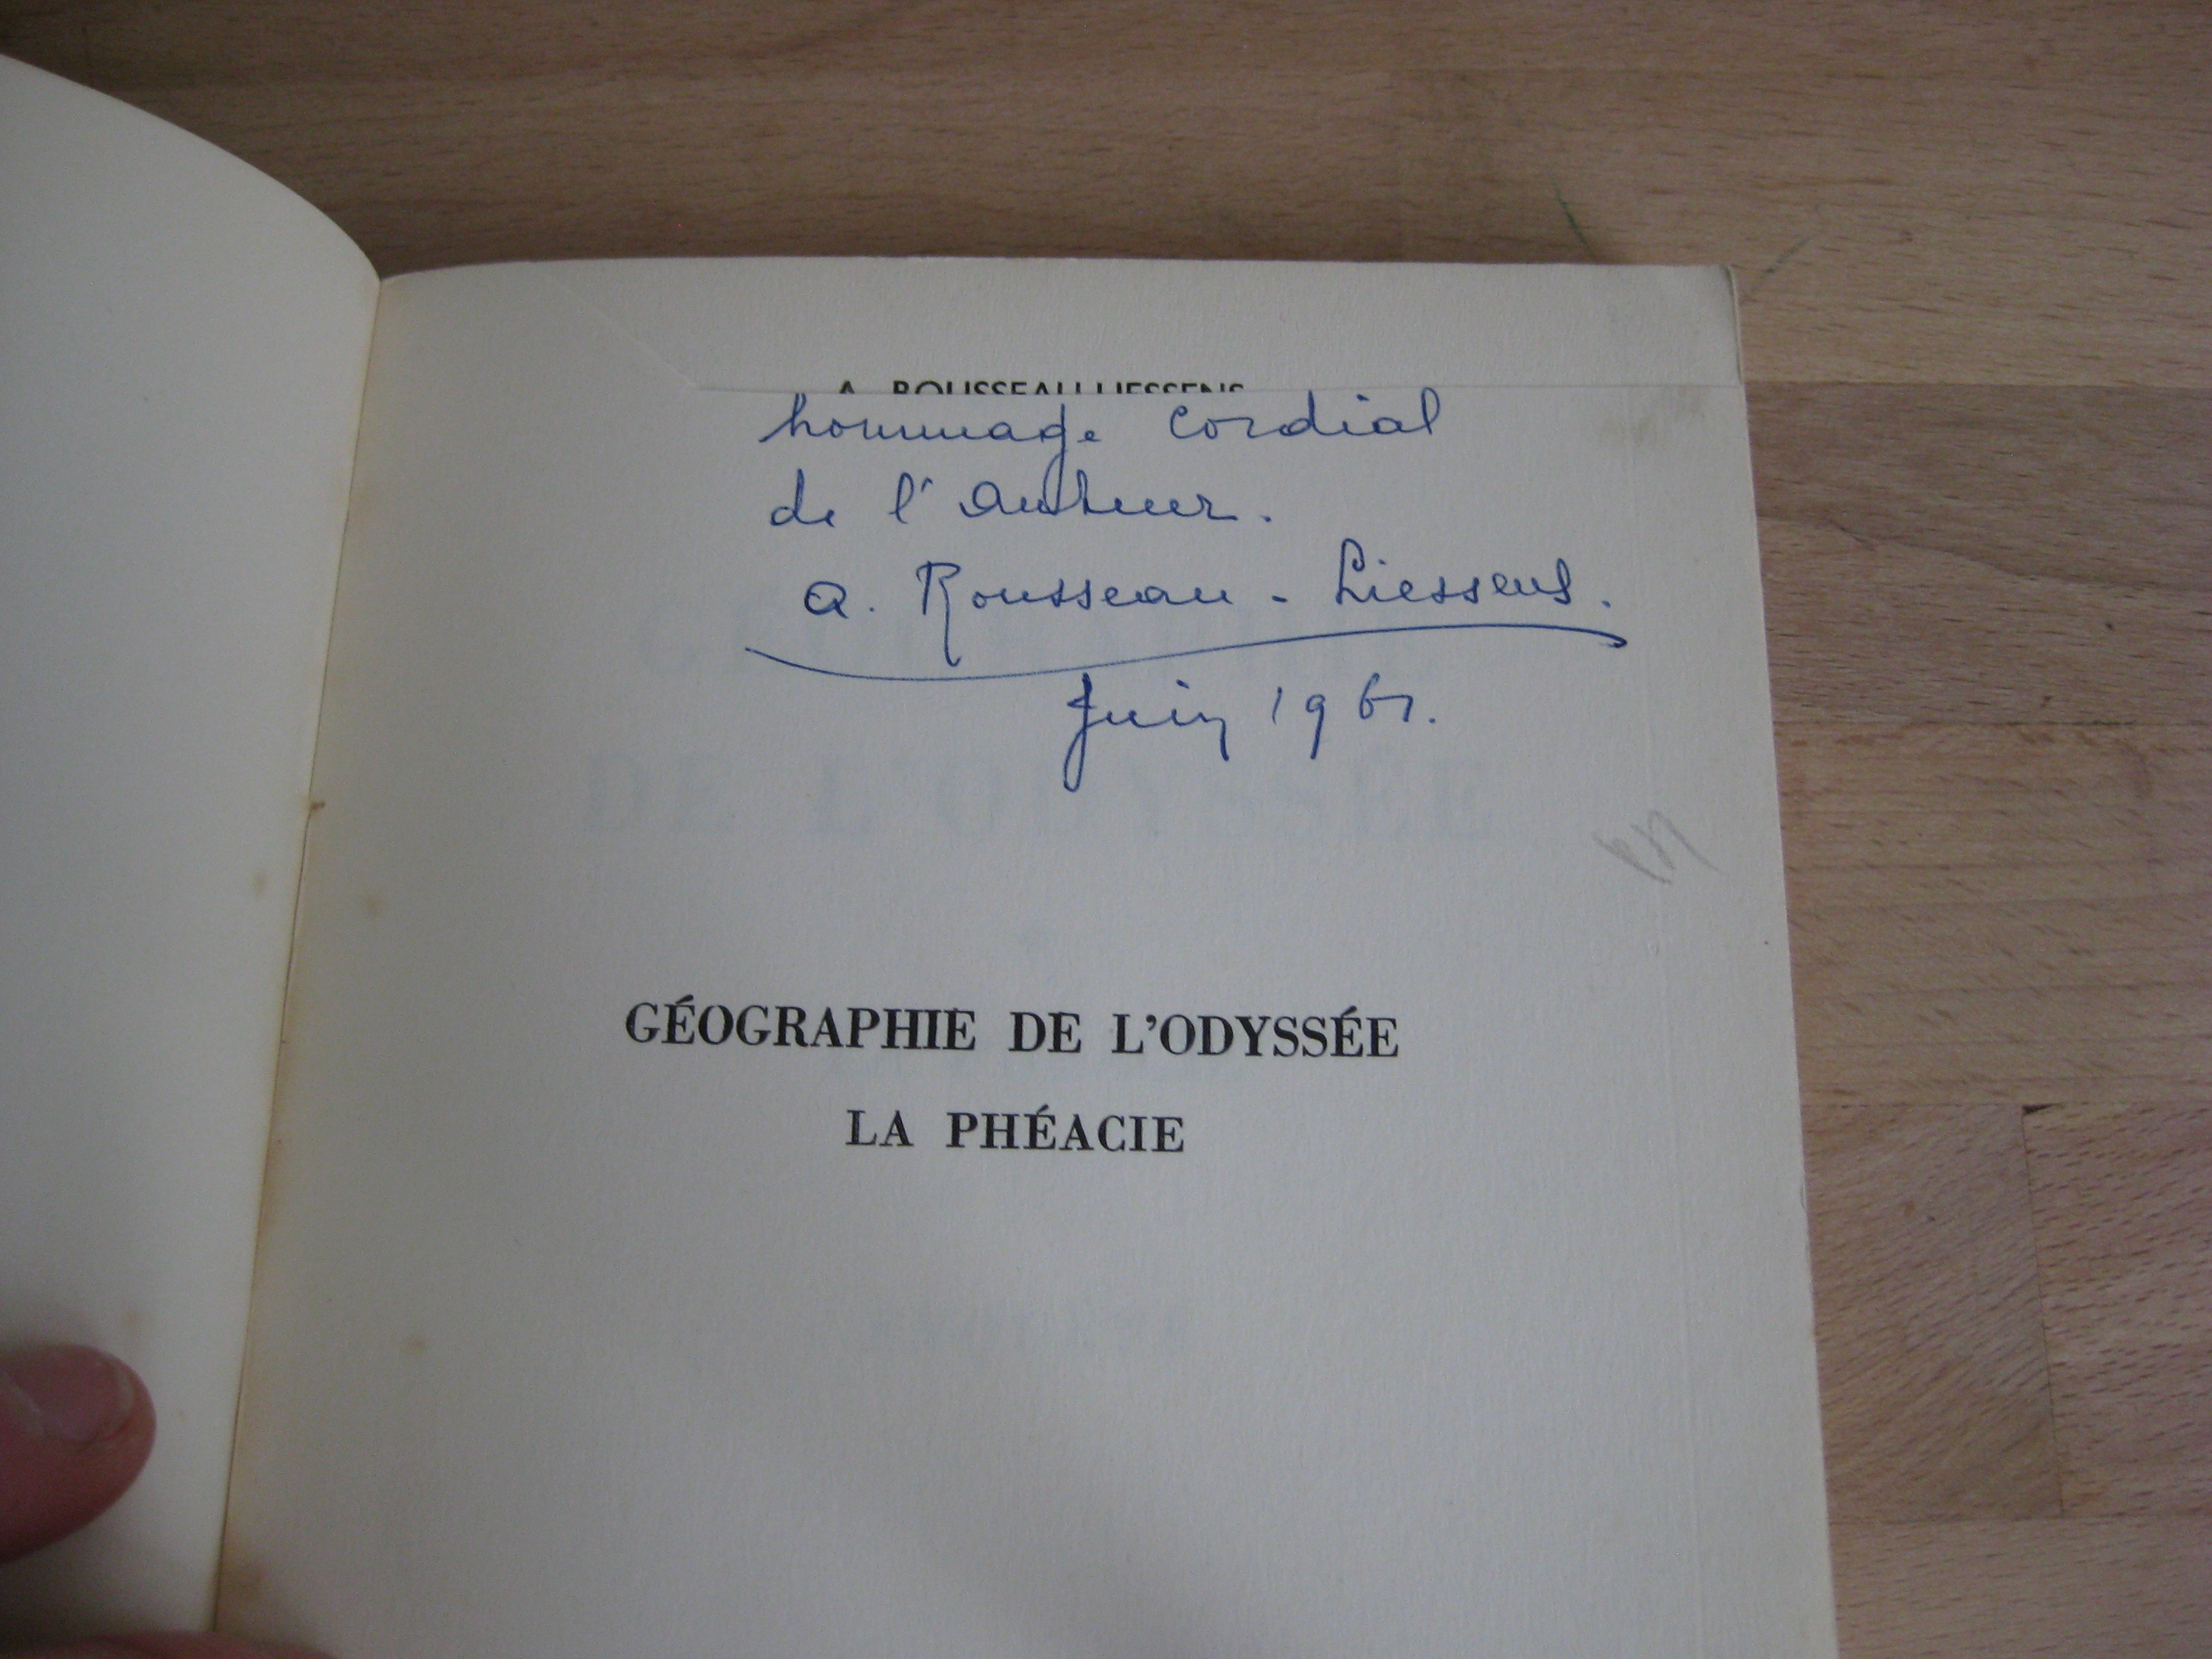 A. ROUSSEAU-LIESSENS
hommage cordial
de l'auteur.
A. Rousseau - Liessens.
Juin 1961.
GÉOGRAPHIE DE L'ODYSSÉE
LA PHÉACIE